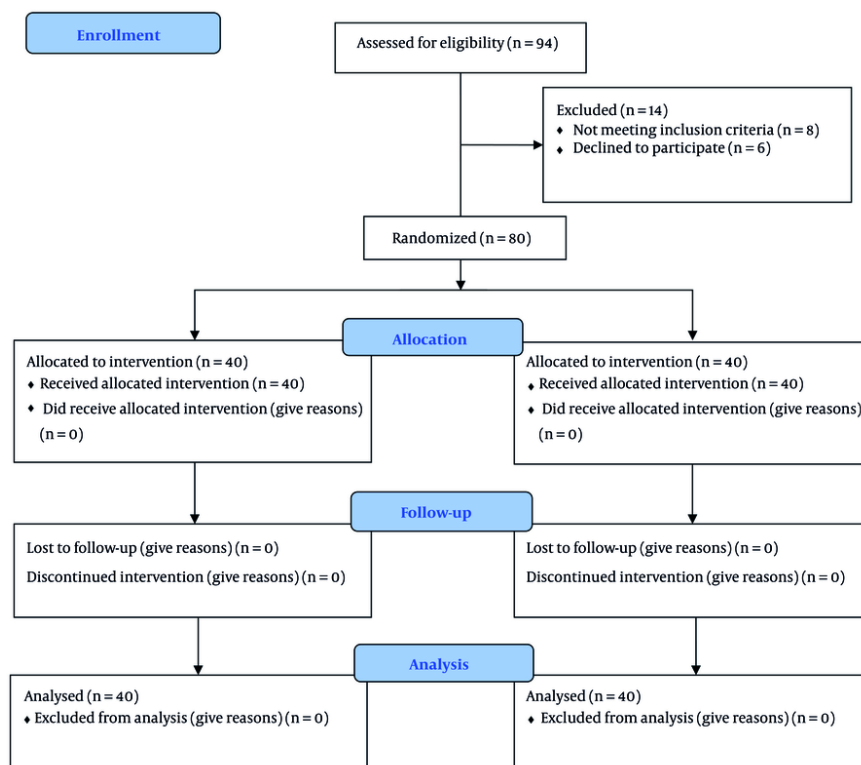 Enrollment
Assessed for eligibility (n = 94)
Excluded (n = 14)
♦ Not meeting inclusion criteria (n = 8)
♦ Declined to participate (n = 6)
Randomized (n = 80)
Allocation
Allocated to intervention (n = 40)
♦ Received allocated intervention (n = 40)
♦ Did receive allocated intervention (give reasons)
(n = 0)
Allocated to intervention (n = 40)
♦ Received allocated intervention (n = 40)
♦ Did receive allocated intervention (give reasons)
(n = 0)
Follow-up
Lost to follow-up (give reasons) (n = 0)
Discontinued intervention (give reasons) (n = 0)
Lost to follow-up (give reasons) (n = 0)
Discontinued intervention (give reasons) (n = 0)
Analysis
Analysed (n = 40)
♦ Excluded from analysis (give reasons) (n = 0)
Analysed (n = 40)
♦ Excluded from analysis (give reasons) (n = 0)